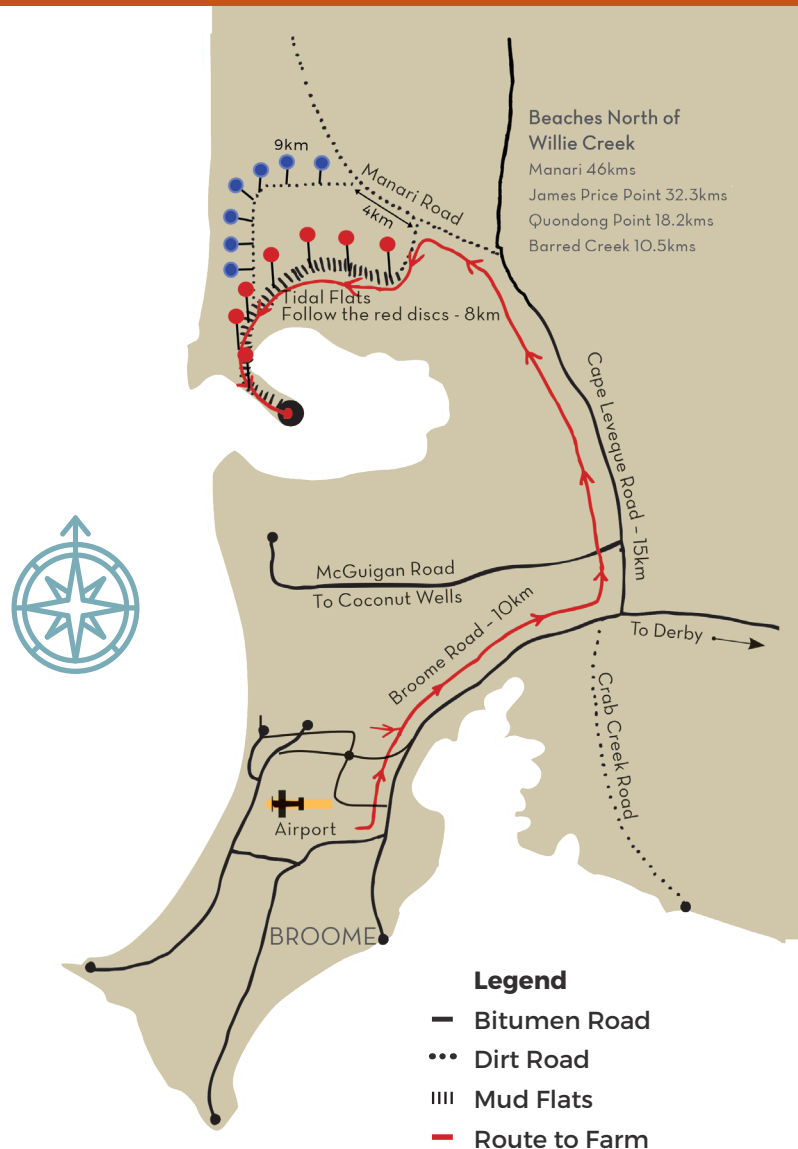 Beaches North of
Willie Creek
Manari 46kms
James Price Point 32.3kms
Quondong Point 18.2kms
Barred Creek 10.5kms
9km
Manari Road
4km
Tidal Flats
Follow the red discs - 8km
Cape Leveque Road - 15km
McGuigan Road
To Coconut Wells
Broome Road - 10km
To Derby
Crab Creek Road
Airport
BROOME
Legend
Bitumen Road
Dirt Road
Mud Flats
Route to Farm